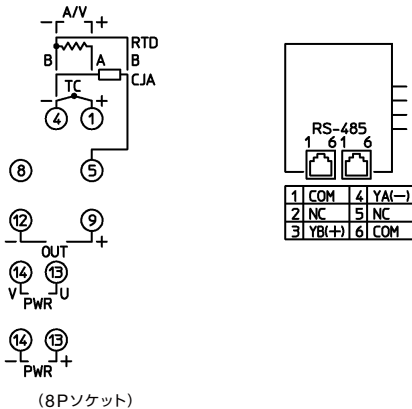 − A/V +
RTD
B A B
CJA
TC
− +
4 1
8 5
12 9
− OUT +
14 13
V PWR U
14 13
− PWR +
(8Pソケット)
RS-485
1 6 1 6
1 COM 4 YA(−)
2 NC 5 NC
3 YB(+) 6 COM